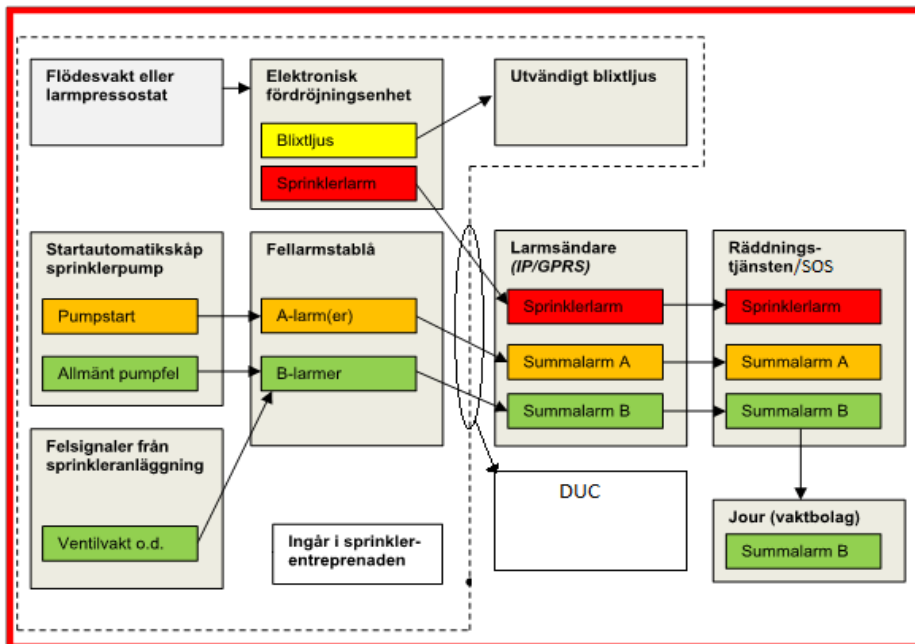 Flödesvakt eller
larmpressostat
Elektronisk
fördröjningsenhet
Blixtljus
Sprinklerlarm
Utvändigt blixtljus
Startautomatikskåp
sprinklerpump
Pumpstart
Allmänt pumpfel
Fellarmstablå
A-larm(er)
B-larmer
Larmsändare
(IP/GPRS)
Sprinklerlarm
Summalarm A
Summalarm B
Räddnings-
tjänsten/SOS
Sprinklerlarm
Summalarm A
Summalarm B
Felsignaler från
sprinkleranläggning
Ventilvakt o.d.
Ingår i sprinkler-
entreprenaden
DUC
Jour (vaktbolag)
Summalarm B